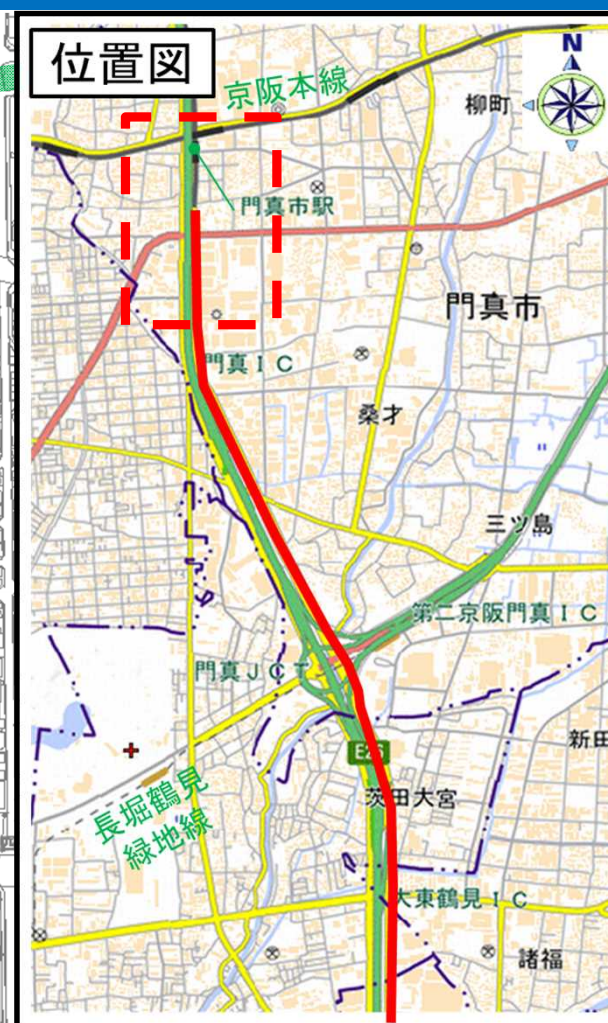 位置図
N
京阪本線
柳町
門真市駅
門真市
門真IC
桑才
三ツ島
第二京阪門真IC
門真JCT
新田
E26
茨田大宮
長堀鶴見
緑地線
大東鶴見IC
諸福